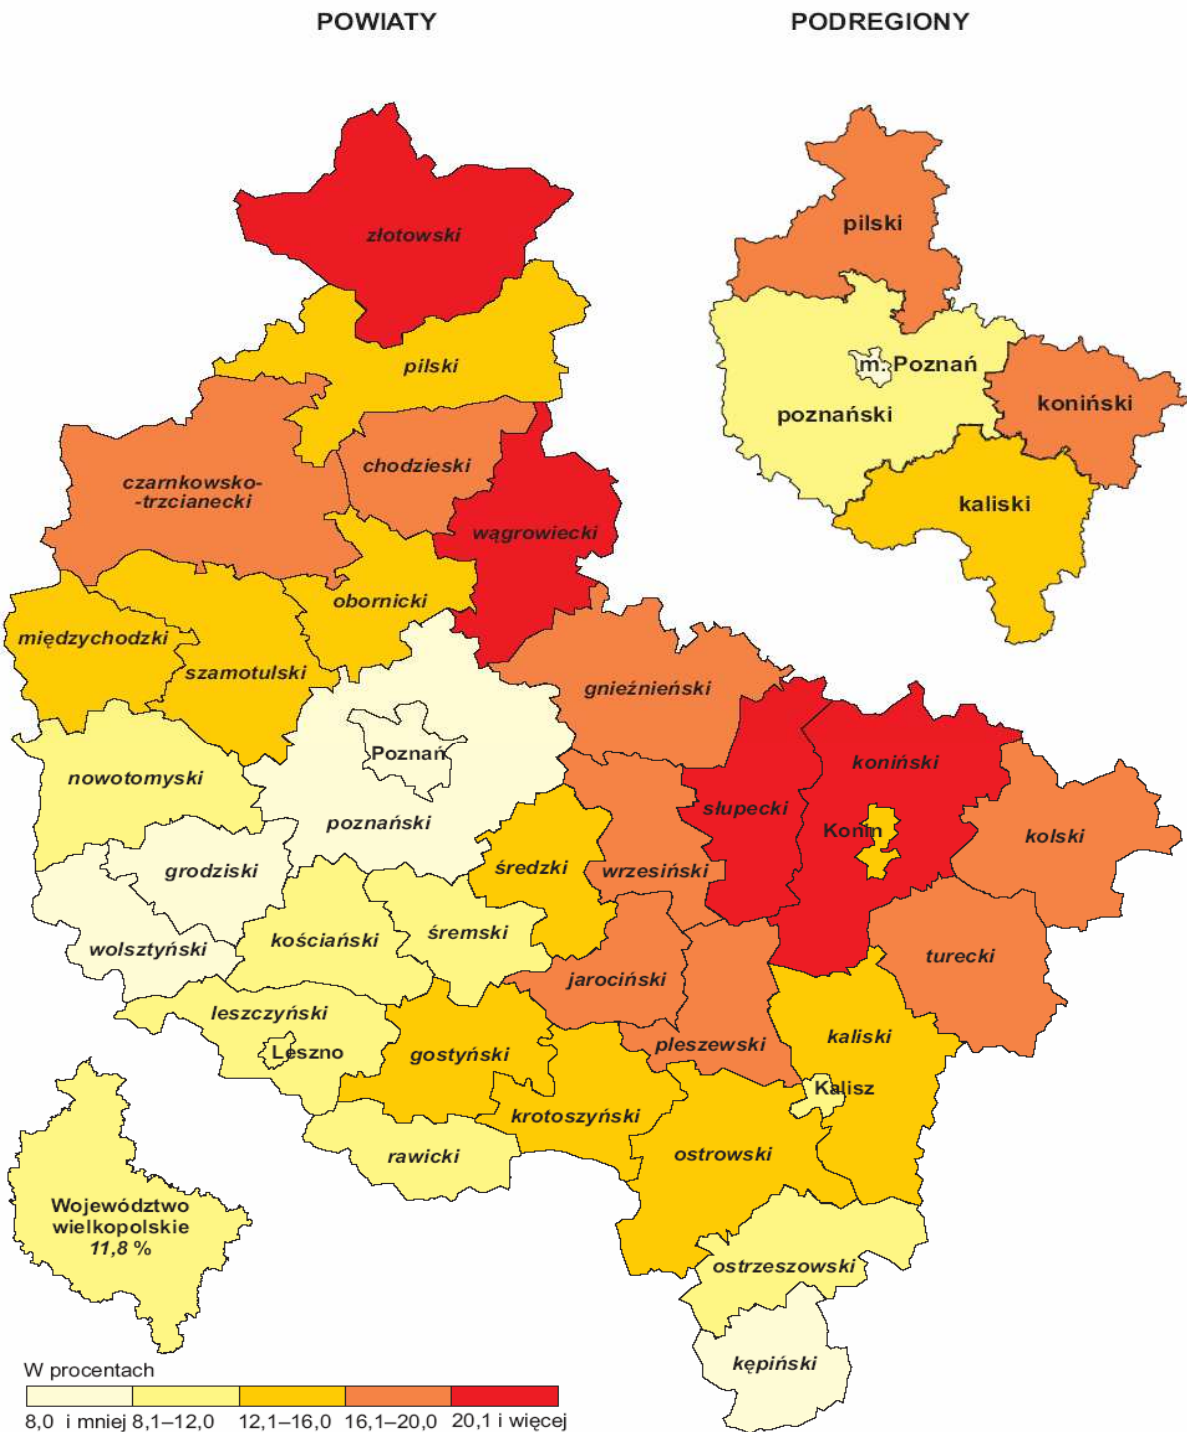 POWIATY
PODREGIONY
złotowski
pilski
czarnkowsko-
-trzcianecki
chodzieski
wągrowiecki
obornicki
międzychodzki
szamotulski
gnieźnieński
nowotomyski
Poznań
poznański
grodziski
wolsztyński
kościański
śremski
średzki
wrzesiński
słupecki
koniński
Konin
kolski
turecki
jarociński
pleszewski
kaliski
Kalisz
leszczyński
Leszno
gostyński
krotoszyński
rawicki
ostrowski
ostrzeszowski
kępiński
pilski
m. Poznań
poznański
koniński
kaliski
Województwo
wielkopolskie
11,8 %
W procentach
8,0 i mniej
8,1–12,0
12,1–16,0
16,1–20,0
20,1 i więcej